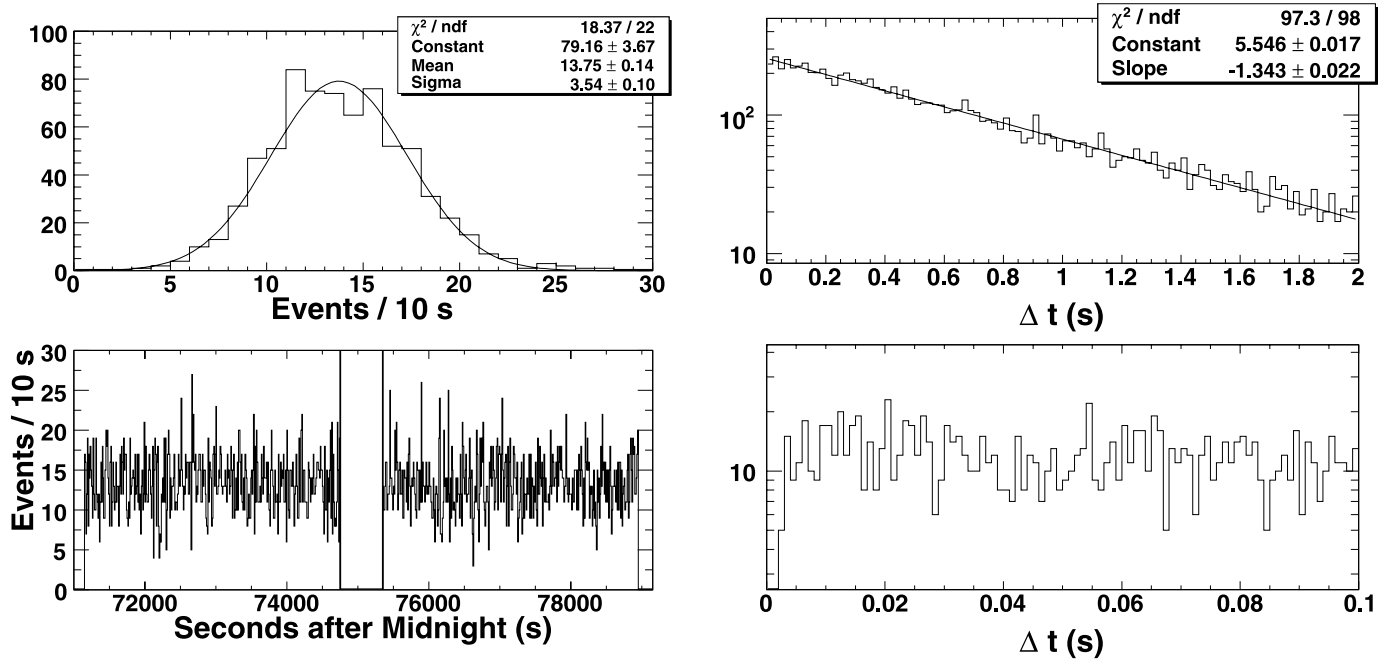 χ² / ndf 18.37 / 22
Constant 79.16 ± 3.67
Mean 13.75 ± 0.14
Sigma 3.54 ± 0.10
100
80
60
40
20
0
0 5 10 15 20 25 30
Events / 10 s
χ² / ndf 97.3 / 98
Constant 5.546 ± 0.017
Slope -1.343 ± 0.022
10²
10
0 0.2 0.4 0.6 0.8 1 1.2 1.4 1.6 1.8 2
Δ t (s)
Events / 10 s
30
25
20
15
10
5
0
72000 74000 76000 78000
Seconds after Midnight (s)
10
0 0.02 0.04 0.06 0.08 0.1
Δ t (s)